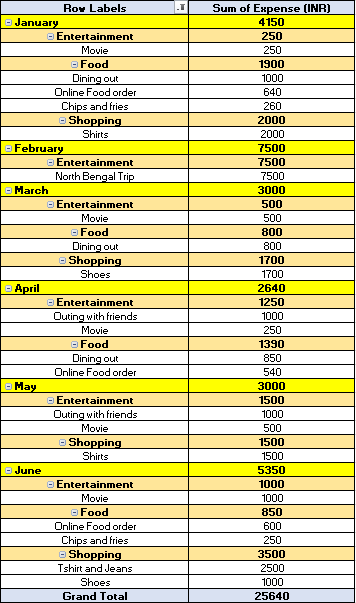 Row Labels Sum of Expense (INR)
January 4150
Entertainment 250
Movie 250
Food 1900
Dining out 1000
Online Food order 640
Chips and fries 260
Shopping 2000
Shirts 2000
February 7500
Entertainment 7500
North Bengal Trip 7500
March 3000
Entertainment 500
Movie 500
Food 800
Dining out 800
Shopping 1700
Shoes 1700
April 2640
Entertainment 1250
Outing with friends 1000
Movie 250
Food 1390
Dining out 850
Online Food order 540
May 3000
Entertainment 1500
Outing with friends 1000
Movie 500
Shopping 1500
Shirts 1500
June 5350
Entertainment 1000
Movie 1000
Food 850
Online Food order 600
Chips and fries 250
Shopping 3500
Tshirt and Jeans 2500
Shoes 1000
Grand Total 25640